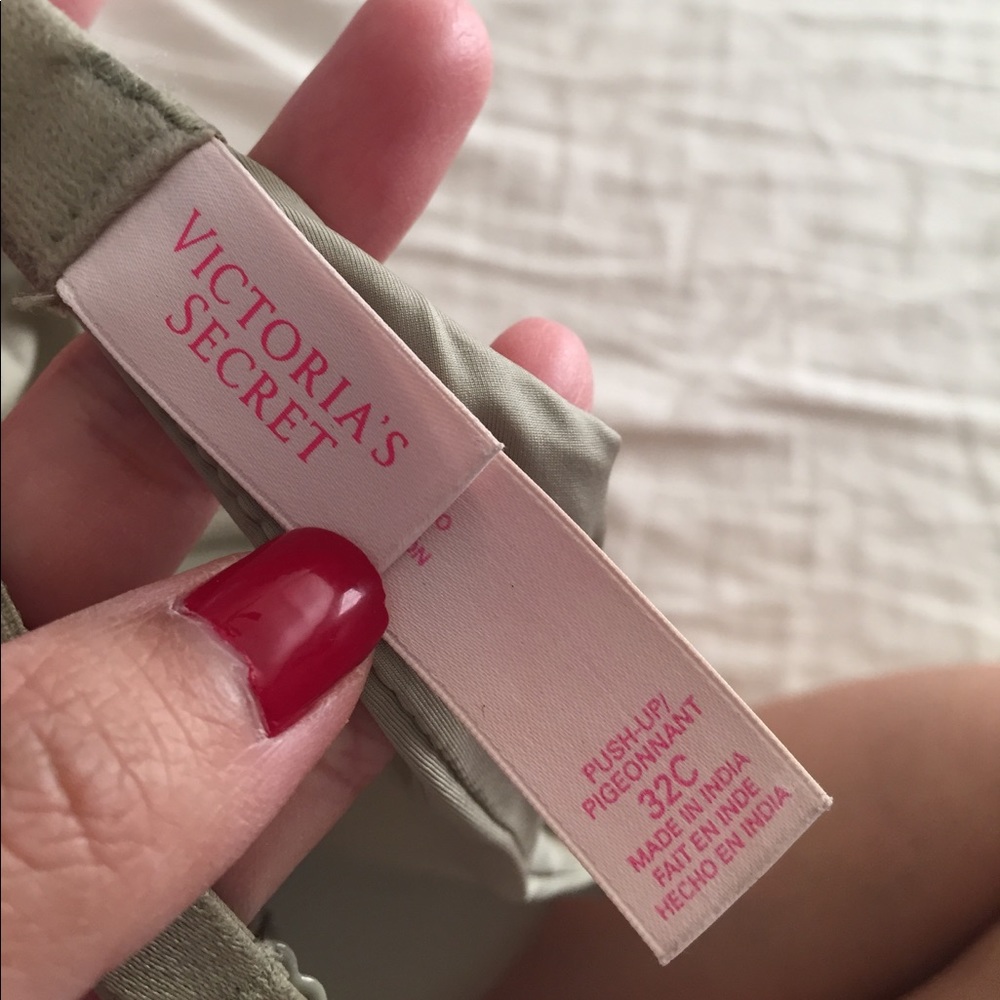 VICTORIA'S
SECRET
PUSH-UP/
PIGEONNANT
32C
MADE IN INDIA
FAIT EN INDE
HECHO EN INDIA